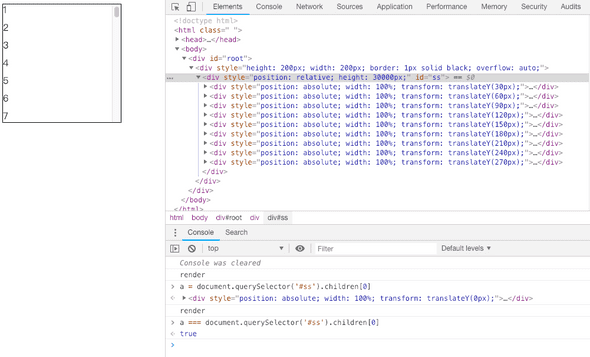 1
2
3
4
5
6
7
Elements Console Network Sources Application Performance Memory Security Audits
<!doctype html>
<html class=" ">
<head>…</head>
<body>
<div id="root">
<div style="height: 200px; width: 200px; border: 1px solid black; overflow: auto;">
<div style="position: relative; height: 30000px;" id="ss"> == $0
<div style="position: absolute; width: 100%; transform: translateY(30px);">…</div>
<div style="position: absolute; width: 100%; transform: translateY(60px);">…</div>
<div style="position: absolute; width: 100%; transform: translateY(90px);">…</div>
<div style="position: absolute; width: 100%; transform: translateY(120px);">…</div>
<div style="position: absolute; width: 100%; transform: translateY(150px);">…</div>
<div style="position: absolute; width: 100%; transform: translateY(180px);">…</div>
<div style="position: absolute; width: 100%; transform: translateY(210px);">…</div>
<div style="position: absolute; width: 100%; transform: translateY(240px);">…</div>
<div style="position: absolute; width: 100%; transform: translateY(270px);">…</div>
</div>
</div>
</div>
</body>
</html>
html body div#root div div#ss
Console Search
top Filter Default levels
Console was cleared
render
a = document.querySelector('#ss').children[0]
<div style="position: absolute; width: 100%; transform: translateY(0px);">…</div>
render
a === document.querySelector('#ss').children[0]
true